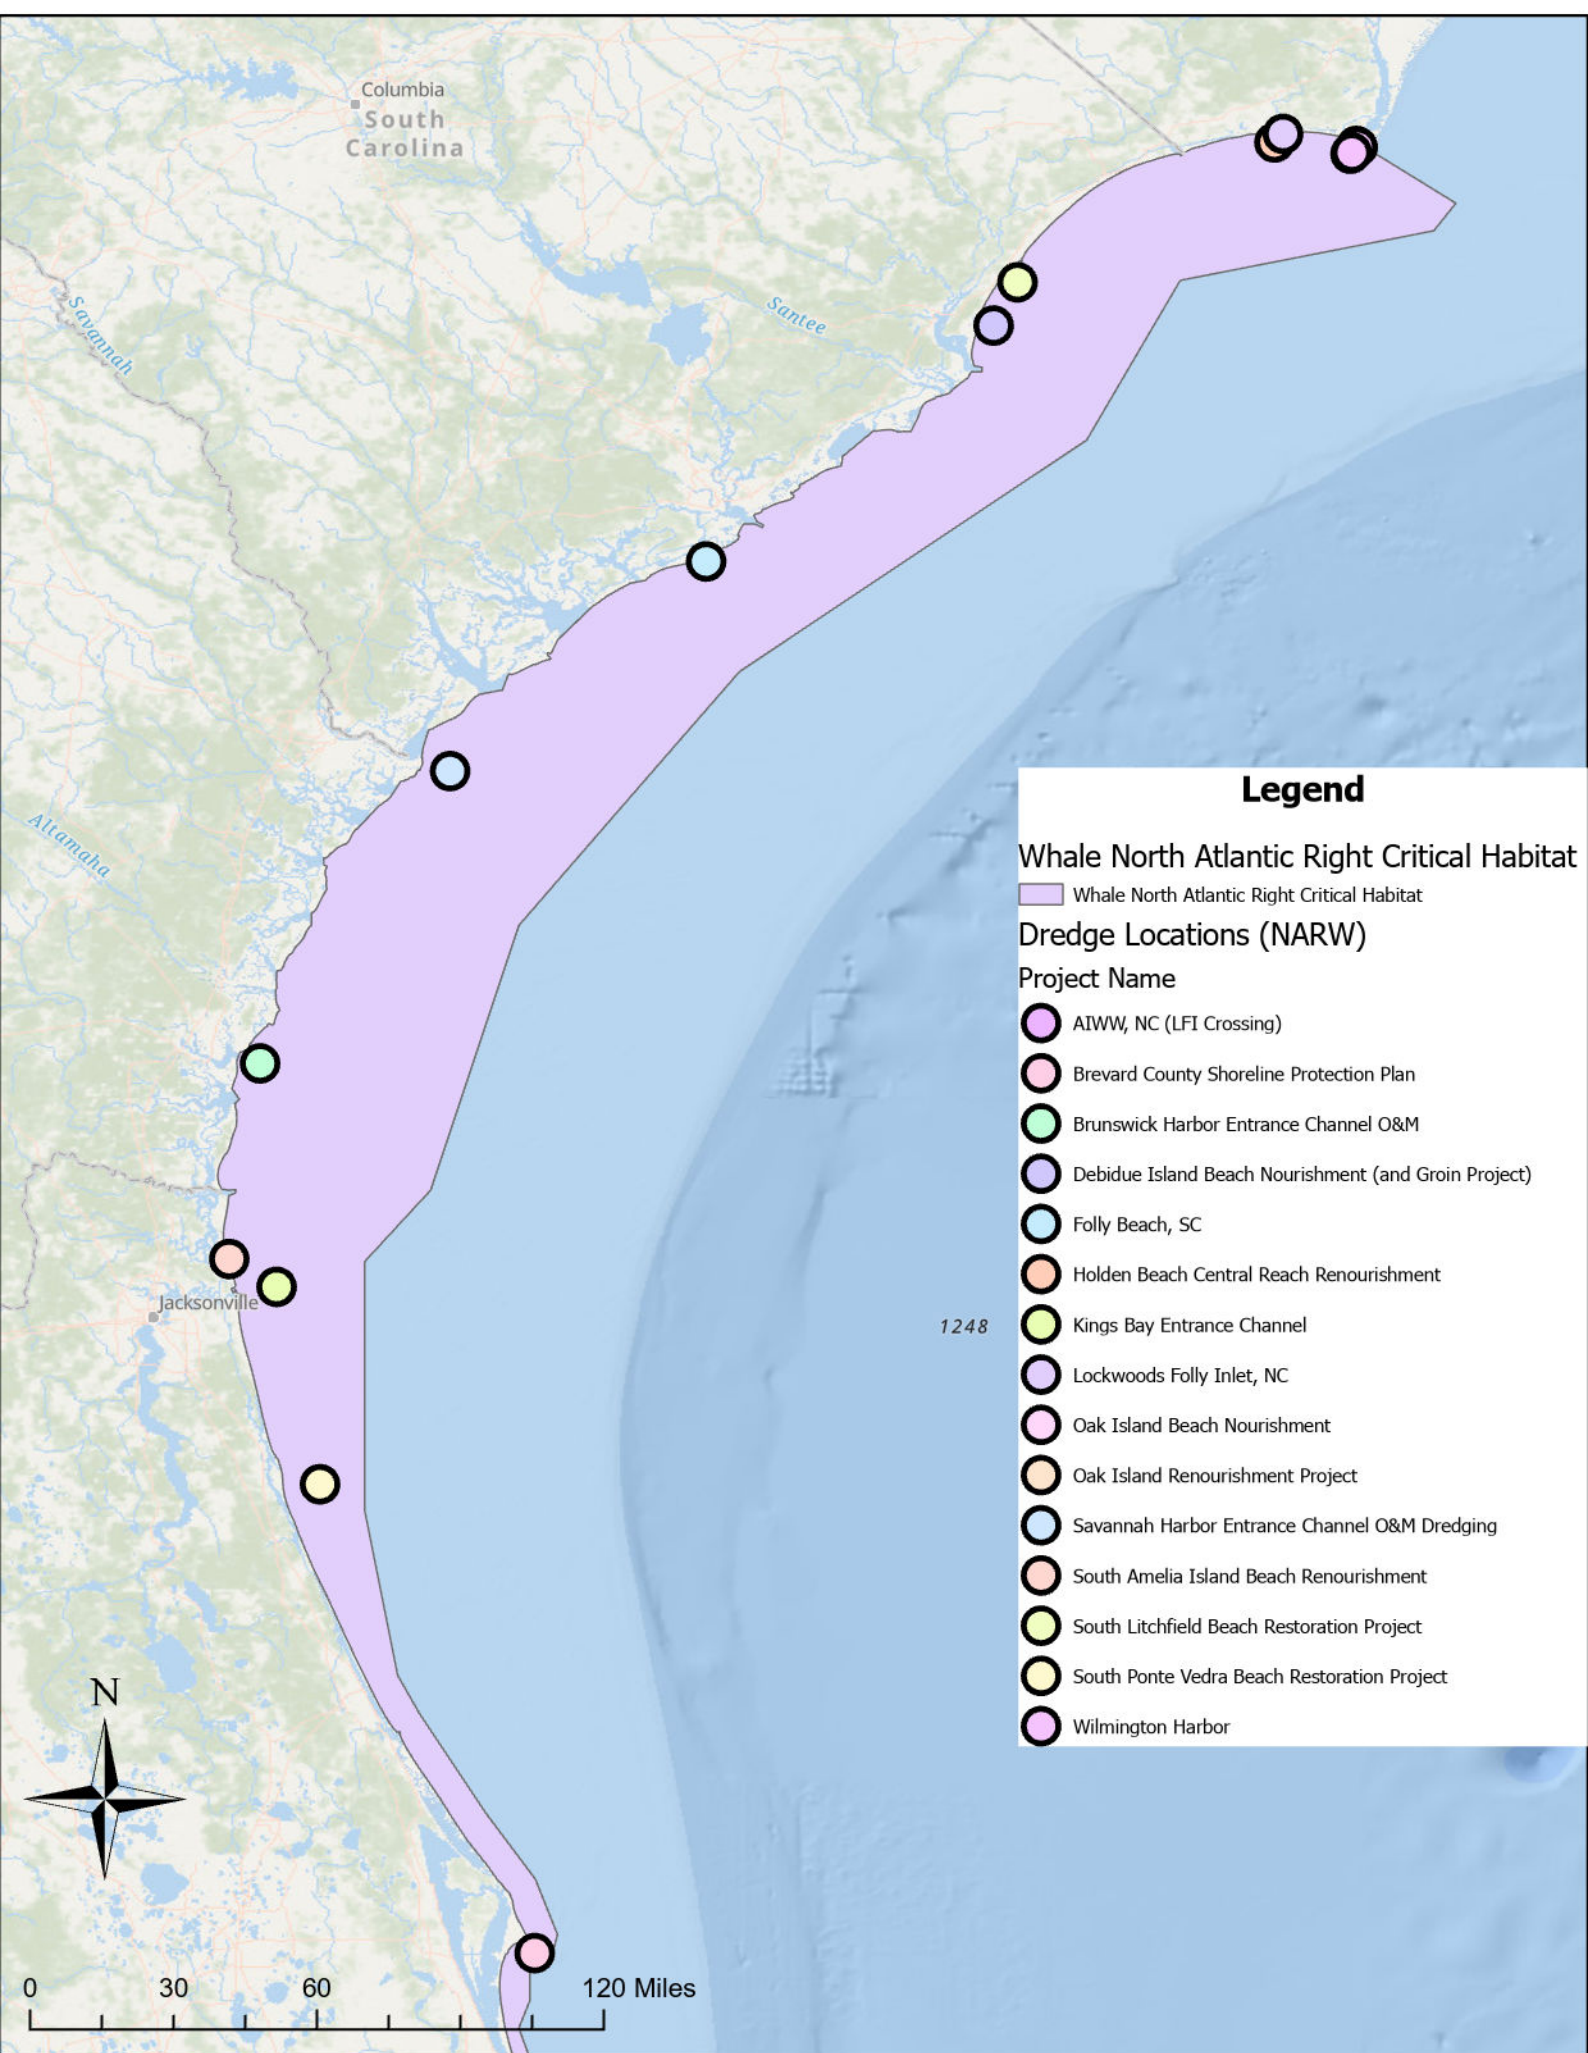 Columbia
South
Carolina
Savannah
Santee
Altamaha
Jacksonville
1248
Legend
Whale North Atlantic Right Critical Habitat
Whale North Atlantic Right Critical Habitat
Dredge Locations (NARW)
Project Name
AIWW, NC (LFI Crossing)
Brevard County Shoreline Protection Plan
Brunswick Harbor Entrance Channel O&M
Debidue Island Beach Nourishment (and Groin Project)
Folly Beach, SC
Holden Beach Central Reach Renourishment
Kings Bay Entrance Channel
Lockwoods Folly Inlet, NC
Oak Island Beach Nourishment
Oak Island Renourishment Project
Savannah Harbor Entrance Channel O&M Dredging
South Amelia Island Beach Renourishment
South Litchfield Beach Restoration Project
South Ponte Vedra Beach Restoration Project
Wilmington Harbor
N
0 30 60 120 Miles